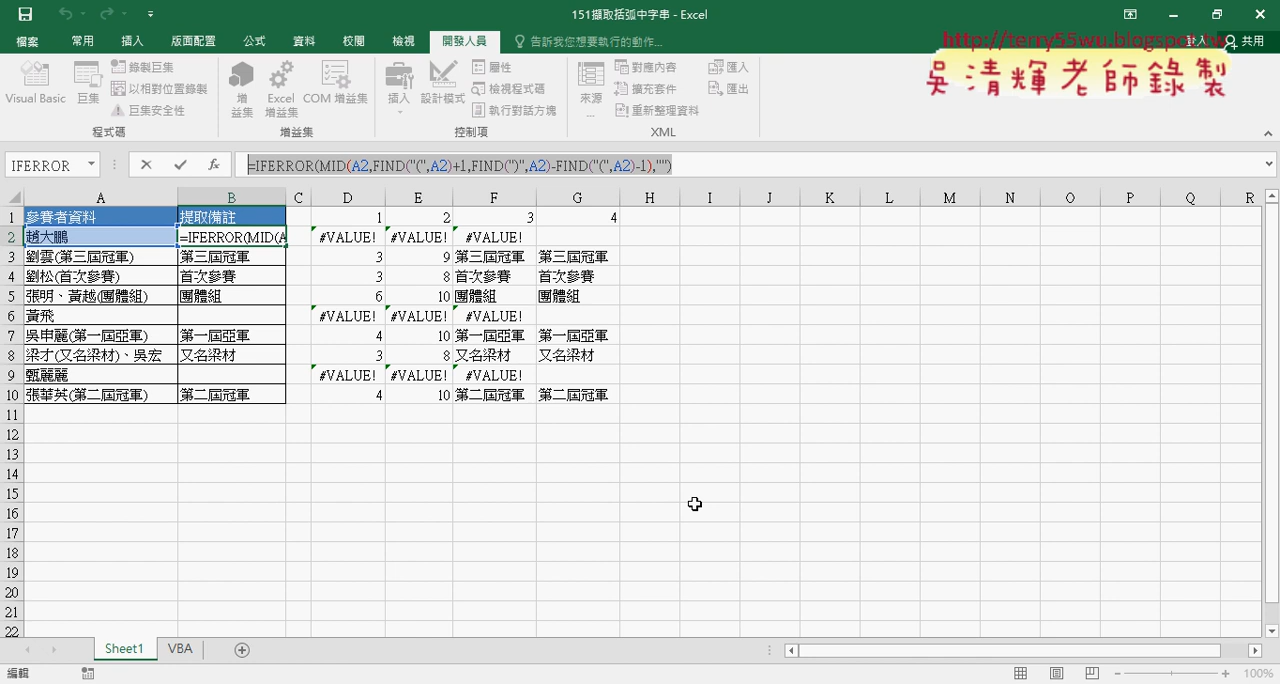 151擷取括弧中字串 - Excel
檔案 常用 插入 版面配置 公式 資料 校閱 檢視 開發人員 告訴我您想要執行的動作... 登入 共用
http://terry55wu.blogspot.tw
吳清輝老師錄製
Visual Basic 巨集 錄製巨集 以相對位置錄製 巨集安全性
程式碼
增益集 Excel 增益集 COM 增益集
增益集
插入 設計模式 屬性 檢視程式碼 執行對話方塊
控制項
來源... 對應內容 擴充套件 重新整理資料 匯入 匯出
XML
IFERROR =IFERROR(MID(A2,FIND("(",A2)+1,FIND(")",A2)-FIND("(",A2)-1),"")
A B C D E F G H I J K L M N O P Q R
1 參賽者資料 提取備註 1 2 3 4
2 趙大鵬 =IFERROR(MID(A #VALUE! #VALUE! #VALUE!
3 劉雲(第三屆冠軍) 第三屆冠軍 3 9 第三屆冠軍 第三屆冠軍
4 劉松(首次參賽) 首次參賽 3 8 首次參賽 首次參賽
5 張明、黃越(團體組) 團體組 6 10 團體組 團體組
6 黃飛 #VALUE! #VALUE! #VALUE!
7 吳申麗(第一屆亞軍) 第一屆亞軍 4 10 第一屆亞軍 第一屆亞軍
8 梁才(又名梁材)、吳宏 又名梁材 3 8 又名梁材 又名梁材
9 甄麗麗 #VALUE! #VALUE! #VALUE!
10 張華英(第二屆冠軍) 第二屆冠軍 4 10 第二屆冠軍 第二屆冠軍
11
12
13
14
15
16
17
18
19
20
21
22
Sheet1 VBA
編輯 100%